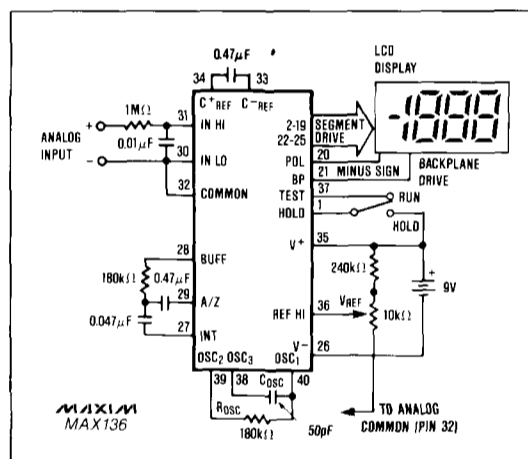 0.47µF
34 33
C+REF C-REF
LCD
DISPLAY
-1888
1MΩ
31 IN HI
ANALOG
INPUT
+
-
0.01µF
30 IN LO
32 COMMON
2-19 SEGMENT
22-25 DRIVE
POL 20 MINUS SIGN
BP 21 BACKPLANE
DRIVE
TEST 37 RUN
HOLD 1 HOLD
V+ 35
28 BUFF
180kΩ
0.47µF
29 A/Z
0.047µF
27 INT
240kΩ
+
9V
REF HI 36 VREF
10kΩ
V- 26
OSC2 OSC3 OSC1
39 38 COSC 40
ROSC
180kΩ
50pF
TO ANALOG
COMMON (PIN 32)
MAXIM
MAX136